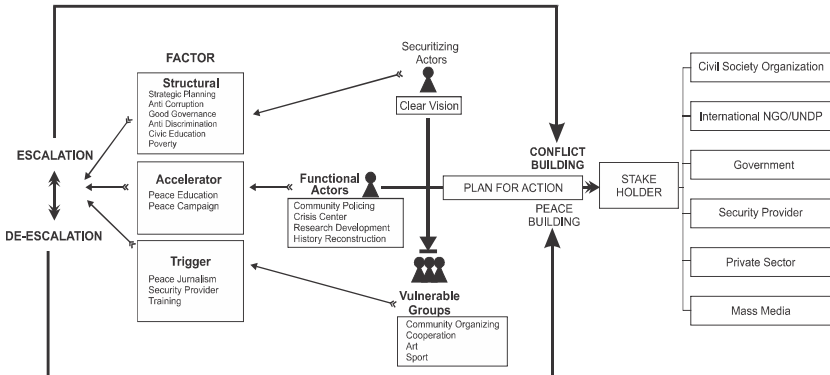 FACTOR
Structural
Strategic Planning
Anti Corruption
Good Governance
Anti Discrimination
Civic Education
Poverty
ESCALATION
DE-ESCALATION
Accelerator
Peace Education
Peace Campaign
Trigger
Peace Jurnalism
Security Provider
Training
Securitizing
Actors
Clear Vision
Functional
Actors
Community Policing
Crisis Center
Research Development
History Reconstruction
Vulnerable
Groups
Community Organizing
Cooperation
Art
Sport
CONFLICT
BUILDING
PLAN FOR ACTION
PEACE
BUILDING
STAKE
HOLDER
Civil Society Organization
International NGO/UNDP
Government
Security Provider
Private Sector
Mass Media